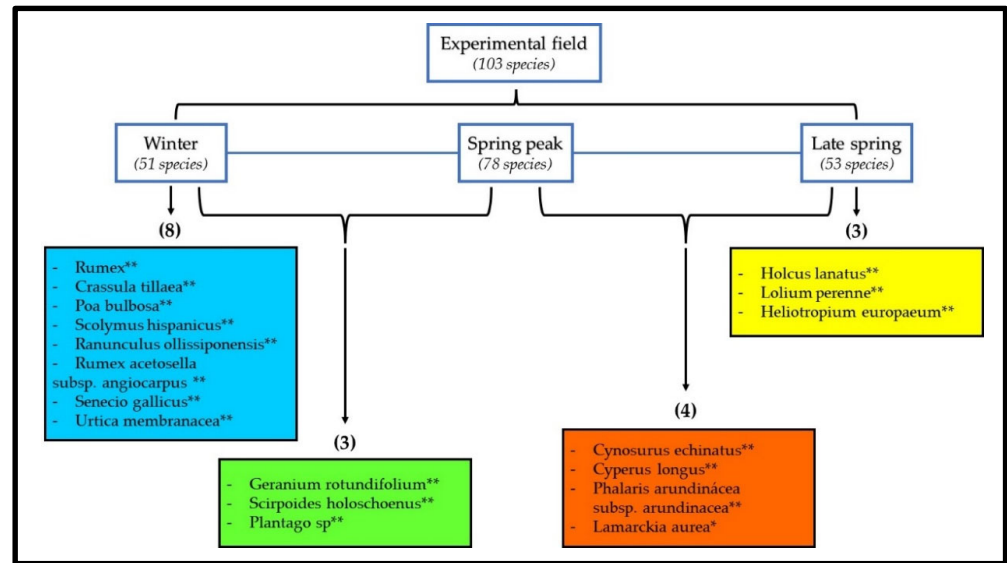 Experimental field
(103 species)
Winter
(51 species)
Spring peak
(78 species)
Late spring
(53 species)
(8)
- Rumex**
- Crassula tillaea**
- Poa bulbosa**
- Scolymus hispanicus**
- Ranunculus ollissiponensis**
- Rumex acetosella
subsp. angiocarpus **
- Senecio gallicus**
- Urtica membranacea**
(3)
- Geranium rotundifolium**
- Scirpoides holoschoenus**
- Plantago sp**
(4)
- Cynosurus echinatus**
- Cyperus longus**
- Phalaris arundinácea
subsp. arundinacea**
- Lamarckia aurea*
(3)
- Holcus lanatus**
- Lolium perenne**
- Heliotropium europaeum**